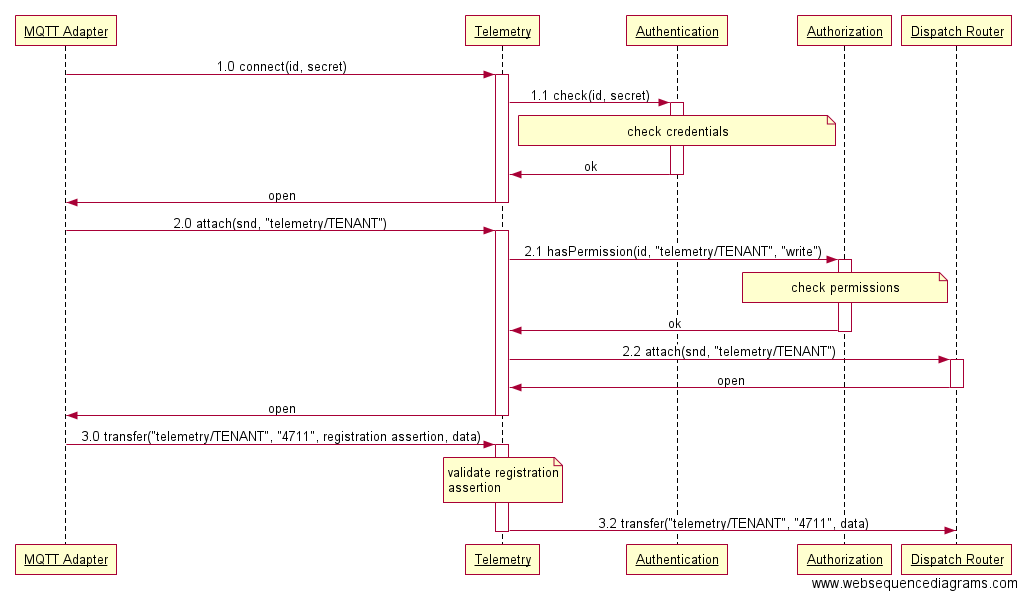 MQTT Adapter
Telemetry
Authentication
Authorization
Dispatch Router
1.0 connect(id, secret)
1.1 check(id, secret)
check credentials
ok
open
2.0 attach(snd, "telemetry/TENANT")
2.1 hasPermission(id, "telemetry/TENANT", "write")
check permissions
ok
2.2 attach(snd, "telemetry/TENANT")
open
open
3.0 transfer("telemetry/TENANT", "4711", registration assertion, data)
validate registration
assertion
3.2 transfer("telemetry/TENANT", "4711", data)
MQTT Adapter
Telemetry
Authentication
Authorization
Dispatch Router
www.websequencediagrams.com